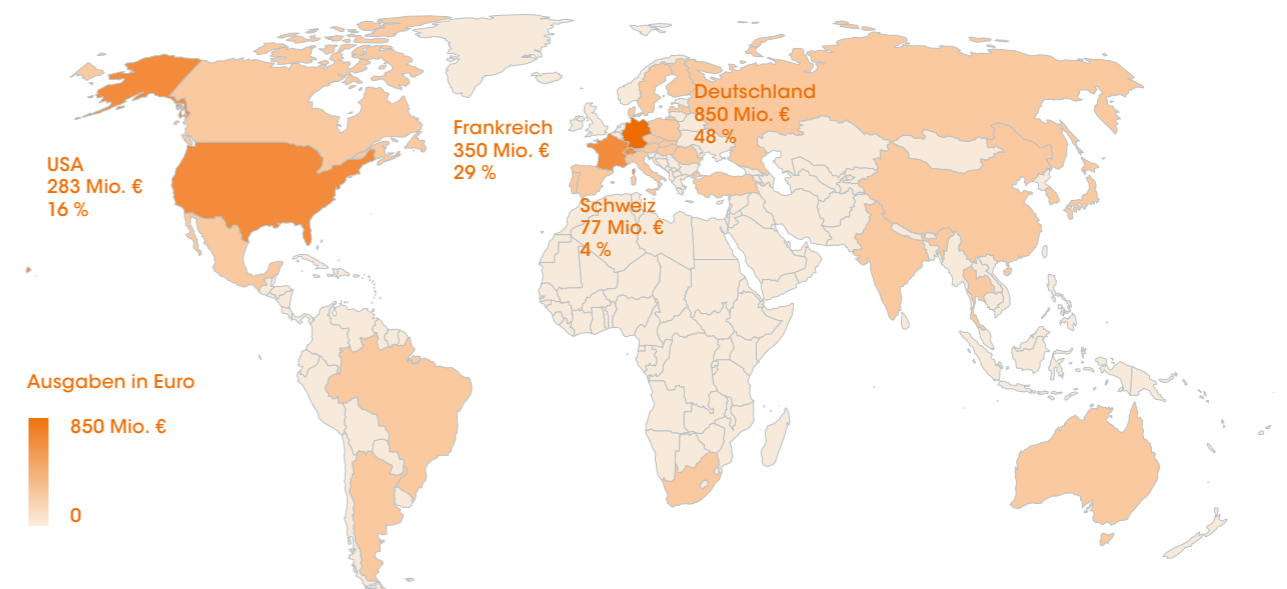 Deutschland
850 Mio. €
48 %
Frankreich
350 Mio. €
29 %
USA
283 Mio. €
16 %
Schweiz
77 Mio. €
4 %
Ausgaben in Euro
850 Mio. €
0